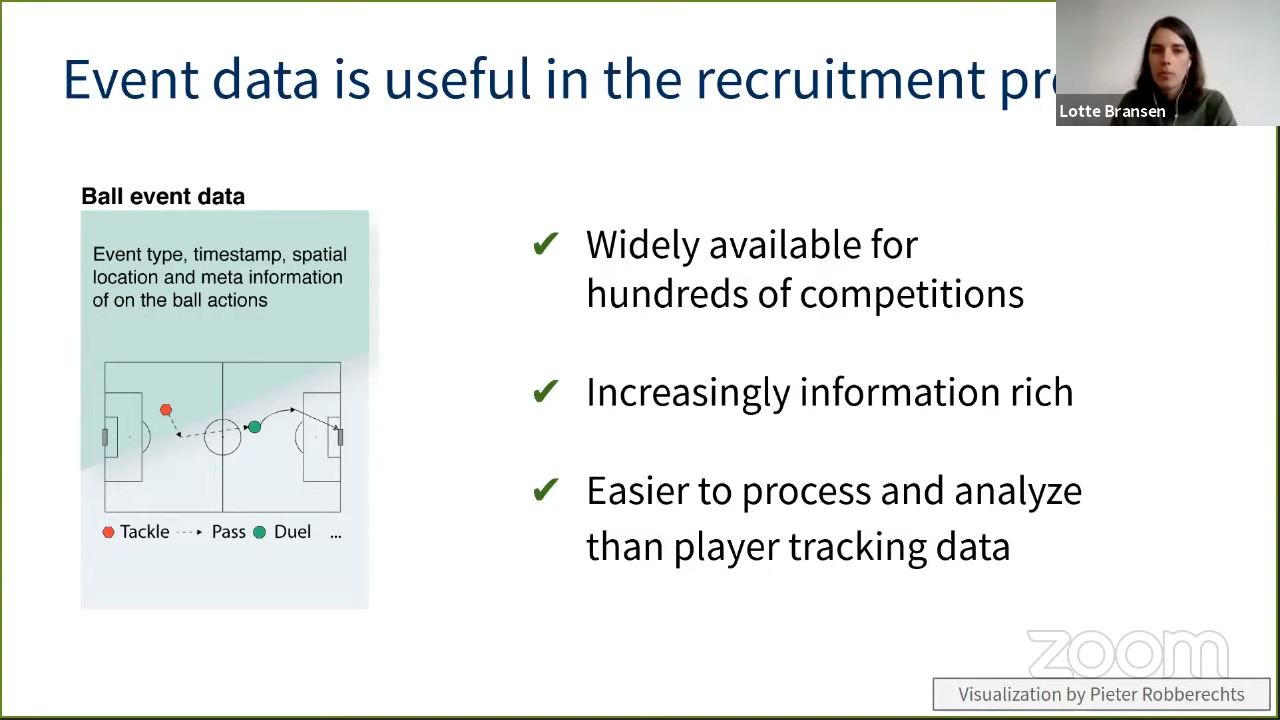 Event data is useful in the recruitment
Lotte Bransen
Ball event data
Event type, timestamp, spatial
location and meta information
of on the ball actions
Tackle Pass Duel ...
✔ Widely available for
hundreds of competitions
✔ Increasingly information rich
✔ Easier to process and analyze
than player tracking data
zoom
Visualization by Pieter Robberechts